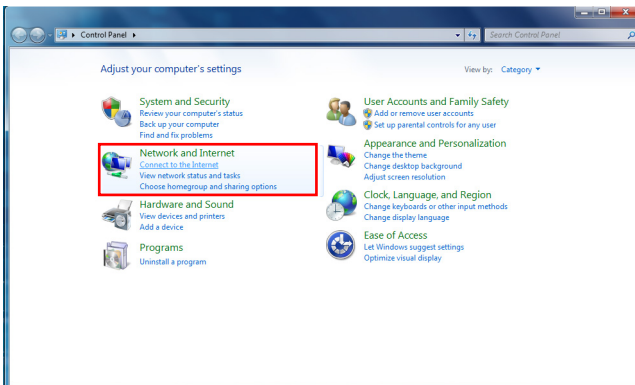 Control Panel
Search Control Panel
Adjust your computer's settings
View by: Category
System and Security
Review your computer's status
Back up your computer
Find and fix problems
Network and Internet
Connect to the Internet
View network status and tasks
Choose homegroup and sharing options
Hardware and Sound
View devices and printers
Add a device
Programs
Uninstall a program
User Accounts and Family Safety
Add or remove user accounts
Set up parental controls for any user
Appearance and Personalization
Change the theme
Change desktop background
Adjust screen resolution
Clock, Language, and Region
Change keyboards or other input methods
Change display language
Ease of Access
Let Windows suggest settings
Optimize visual display